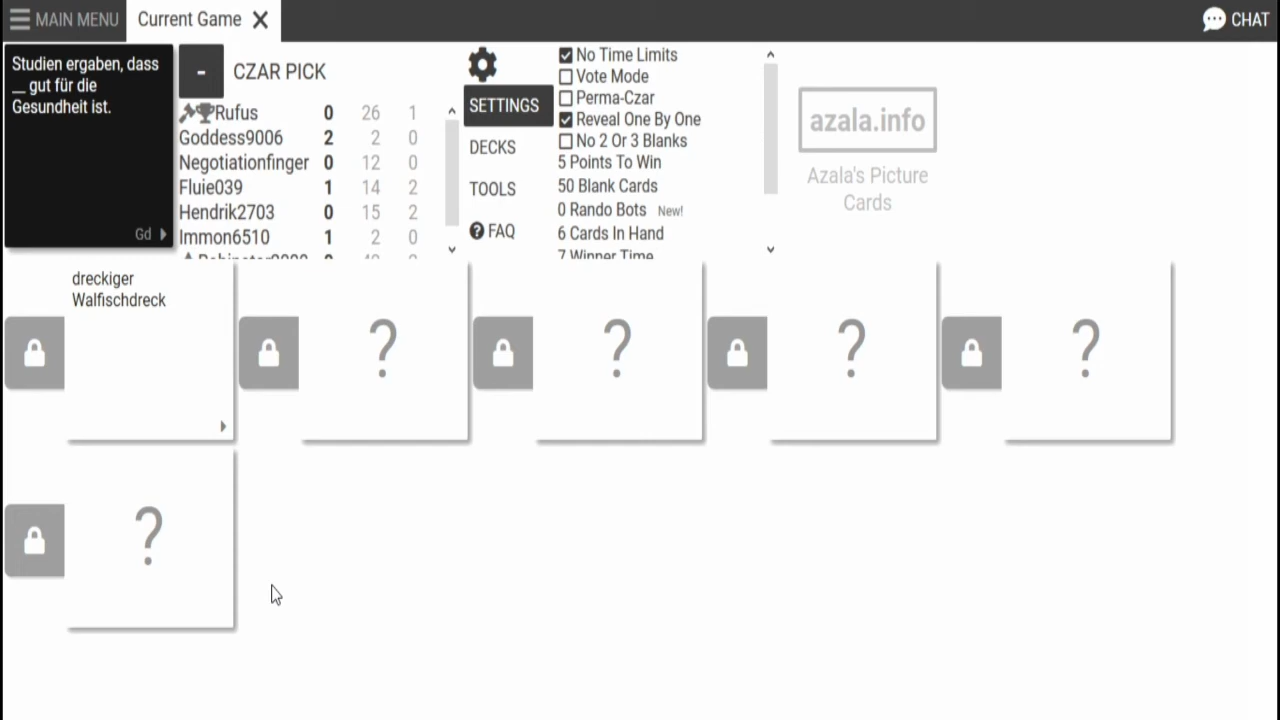 MAIN MENU
Current Game
CHAT
Studien ergaben, dass
__ gut für die
Gesundheit ist.
Gd
-
CZAR PICK
Rufus 0 26 1
Goddess9006 2 2 0
Negotiationfinger 0 12 0
Fluie039 1 14 2
Hendrik2703 0 15 2
Immon6510 1 2 0
SETTINGS
DECKS
TOOLS
? FAQ
No Time Limits
Vote Mode
Perma-Czar
Reveal One By One
No 2 Or 3 Blanks
5 Points To Win
50 Blank Cards
0 Rando Bots New!
6 Cards In Hand
7 Winner Time
azala.info
Azala's Picture
Cards
dreckiger
Walfischdreck
?
?
?
?
?